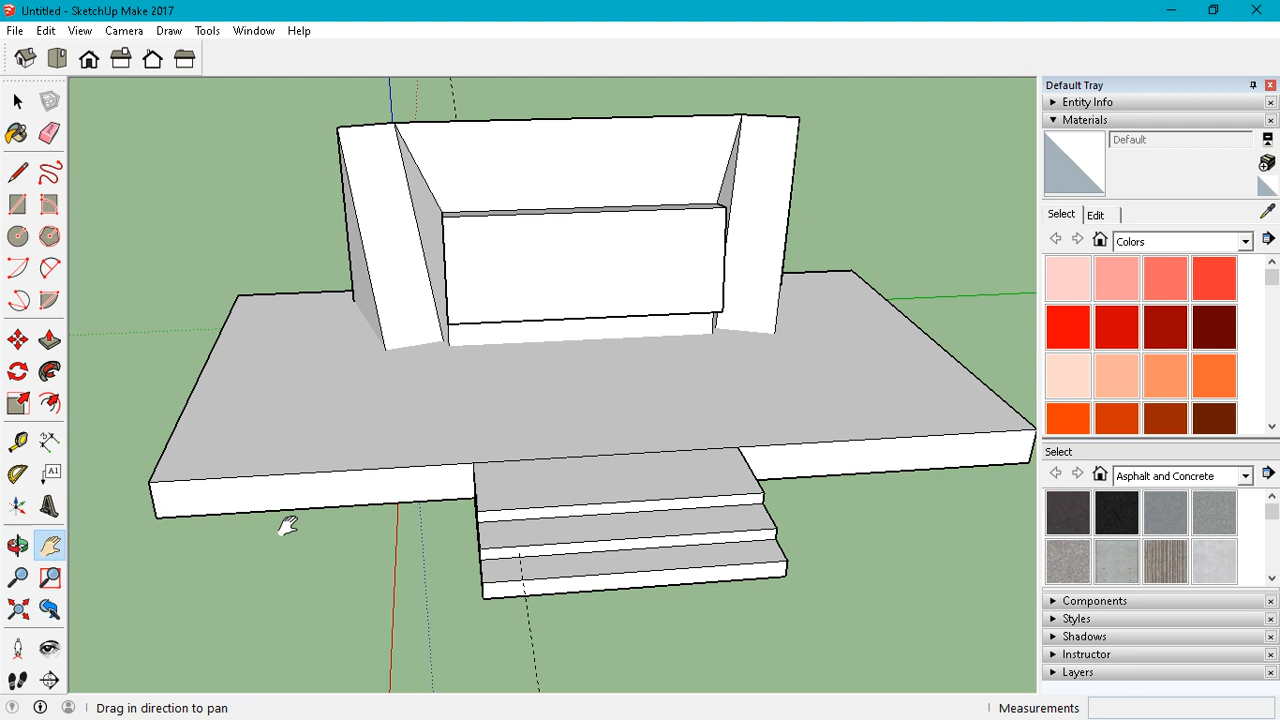 Untitled - SketchUp Make 2017
File Edit View Camera Draw Tools Window Help
Default Tray
Entity Info
Materials
Default
Select Edit
Colors
A1
Select
Asphalt and Concrete
Components
Styles
Shadows
Instructor
Layers
Drag in direction to pan
Measurements